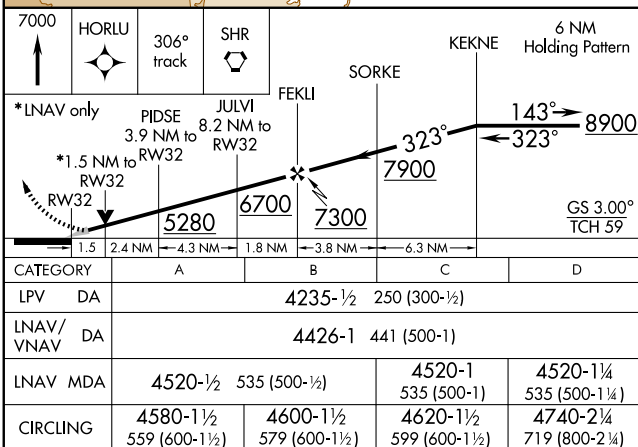 7000
HORLU
306° track
SHR
6 NM
Holding Pattern
KEKNE
SORKE
FEKLI
JULVI
8.2 NM to
RW32
PIDSE
3.9 NM to
RW32
*LNAV only
*1.5 NM to
RW32
RW32
143°
323°
8900
323°
7900
7300
6700
5280
GS 3.00°
TCH 59
1.5 2.4 NM 4.3 NM 1.8 NM 3.8 NM 6.3 NM
CATEGORY A B C D
LPV DA 4235-½ 250 (300-½)
LNAV/
VNAV DA 4426-1 441 (500-1)
LNAV MDA 4520-½ 535 (500-½) 4520-1 535 (500-1) 4520-1¼ 535 (500-1¼)
CIRCLING 4580-1½ 559 (600-1½) 4600-1½ 579 (600-1½) 4620-1½ 599 (600-1½) 4740-2¼ 719 (800-2¼)